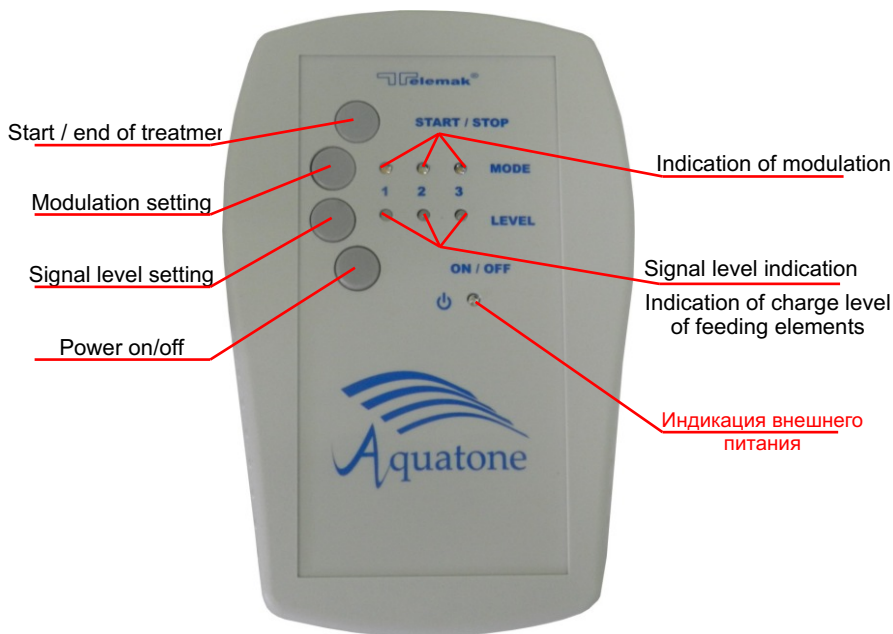 Telemak®
START / STOP
MODE
1 2 3
LEVEL
ON / OFF
Aquatone
Start / end of treatmer
Modulation setting
Signal level setting
Power on/off
Indication of modulation
Signal level indication
Indication of charge level
of feeding elements
Индикация внешнего
питания